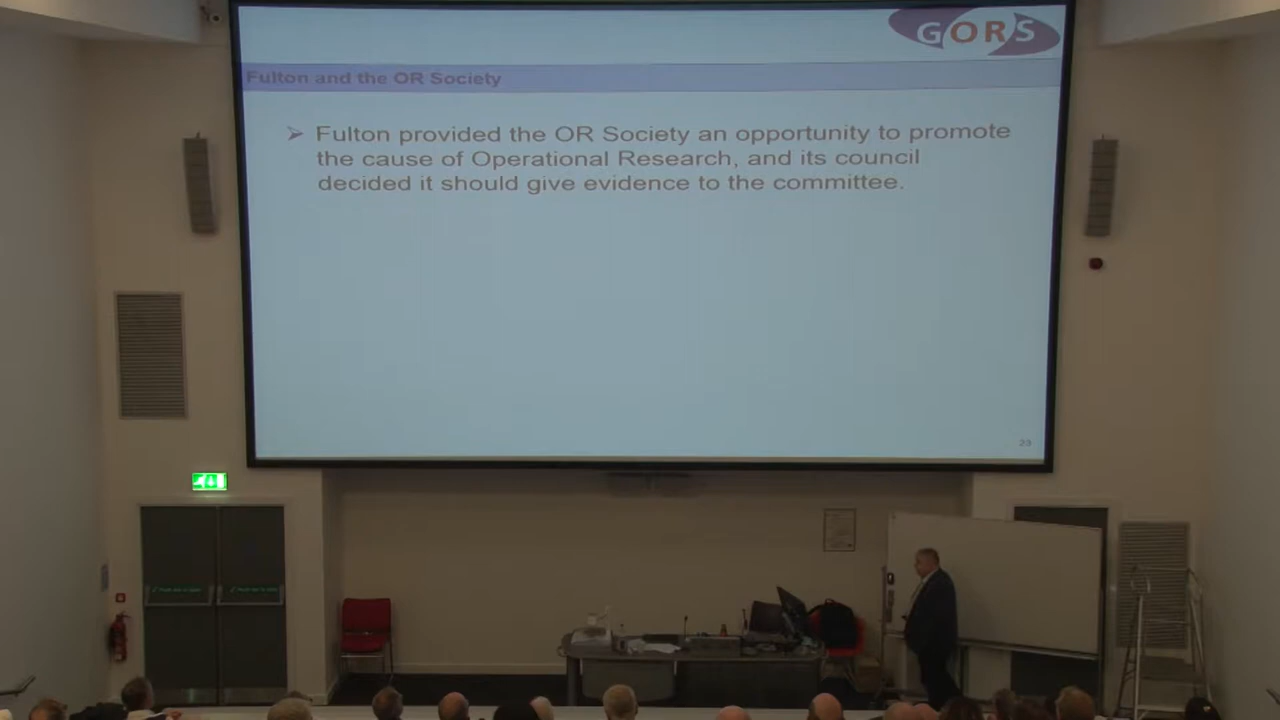 GORS
Fulton and the OR Society
➢ Fulton provided the OR Society an opportunity to promote
the cause of Operational Research, and its council
decided it should give evidence to the committee.
23